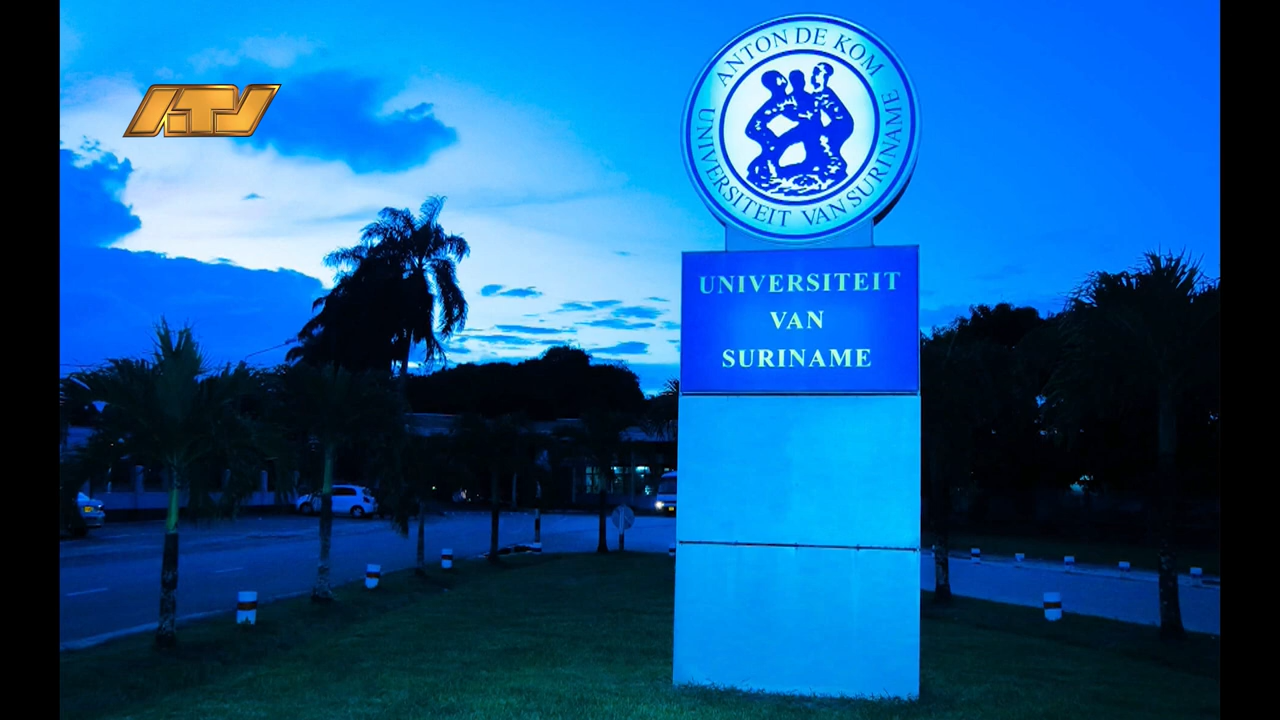 ATV
ANTON DE KOM
UNIVERSITEIT VAN SURINAME
UNIVERSITEIT
VAN
SURINAME